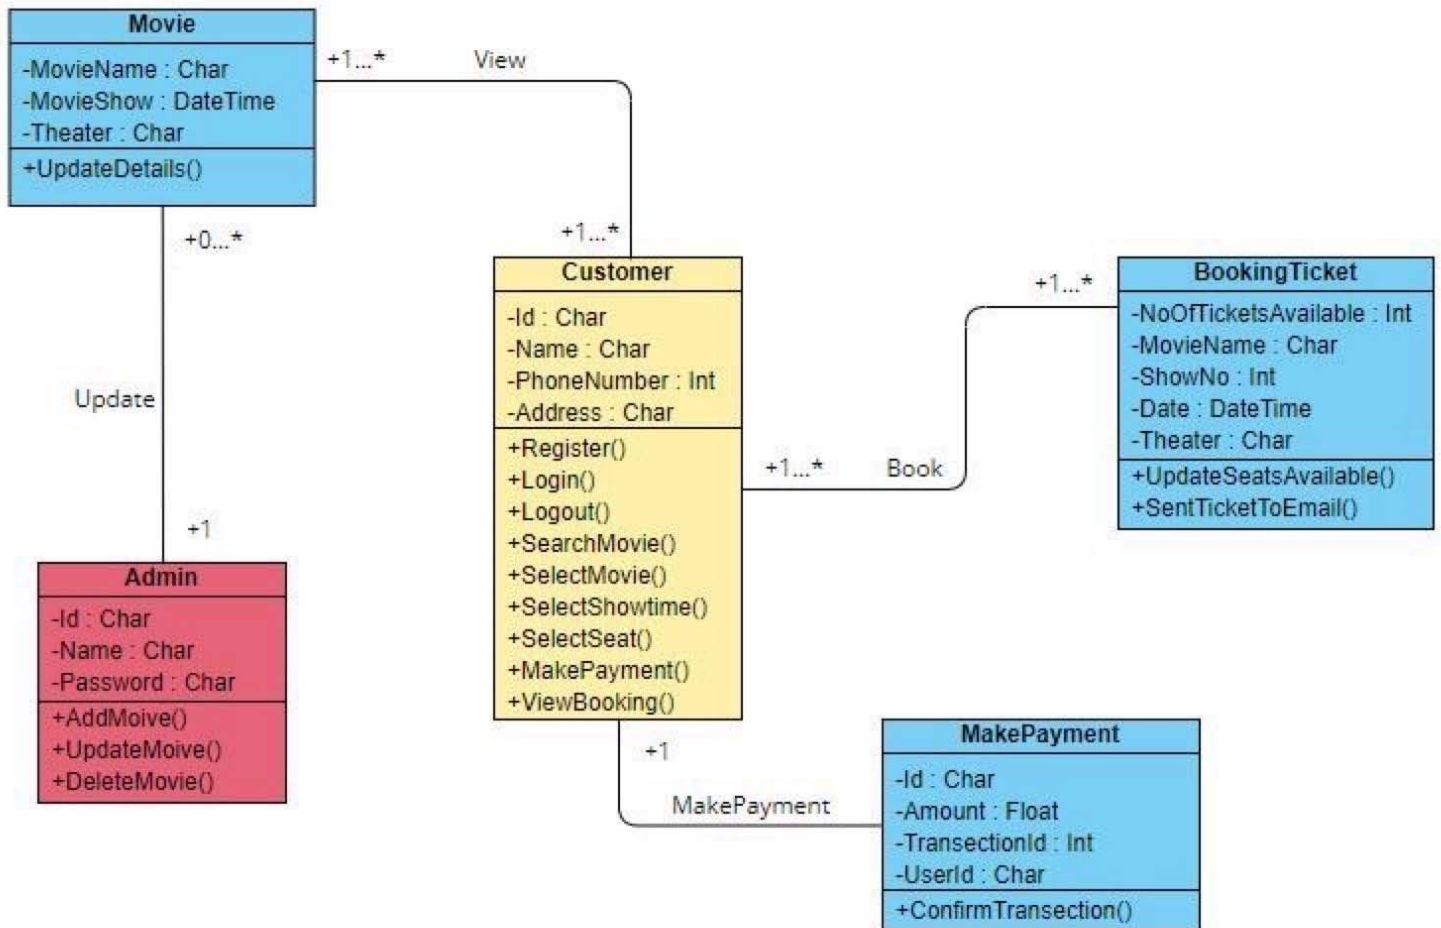 Movie
-MovieName : Char
-MovieShow : DateTime
-Theater : Char
+UpdateDetails()
+1...*
View
+0...*
+1...*
Update
+1
Admin
-Id : Char
-Name : Char
-Password : Char
+AddMoive()
+UpdateMoive()
+DeleteMovie()
Customer
-Id : Char
-Name : Char
-PhoneNumber : Int
-Address : Char
+Register()
+Login()
+Logout()
+SearchMovie()
+SelectMovie()
+SelectShowtime()
+SelectSeat()
+MakePayment()
+ViewBooking()
+1...*
Book
+1...*
BookingTicket
-NoOfTicketsAvailable : Int
-MovieName : Char
-ShowNo : Int
-Date : DateTime
-Theater : Char
+UpdateSeatsAvailable()
+SentTicketToEmail()
+1
MakePayment
MakePayment
-Id : Char
-Amount : Float
-TransectionId : Int
-UserId : Char
+ConfirmTransection()